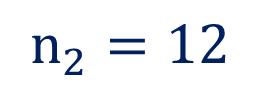 n₂ = 12